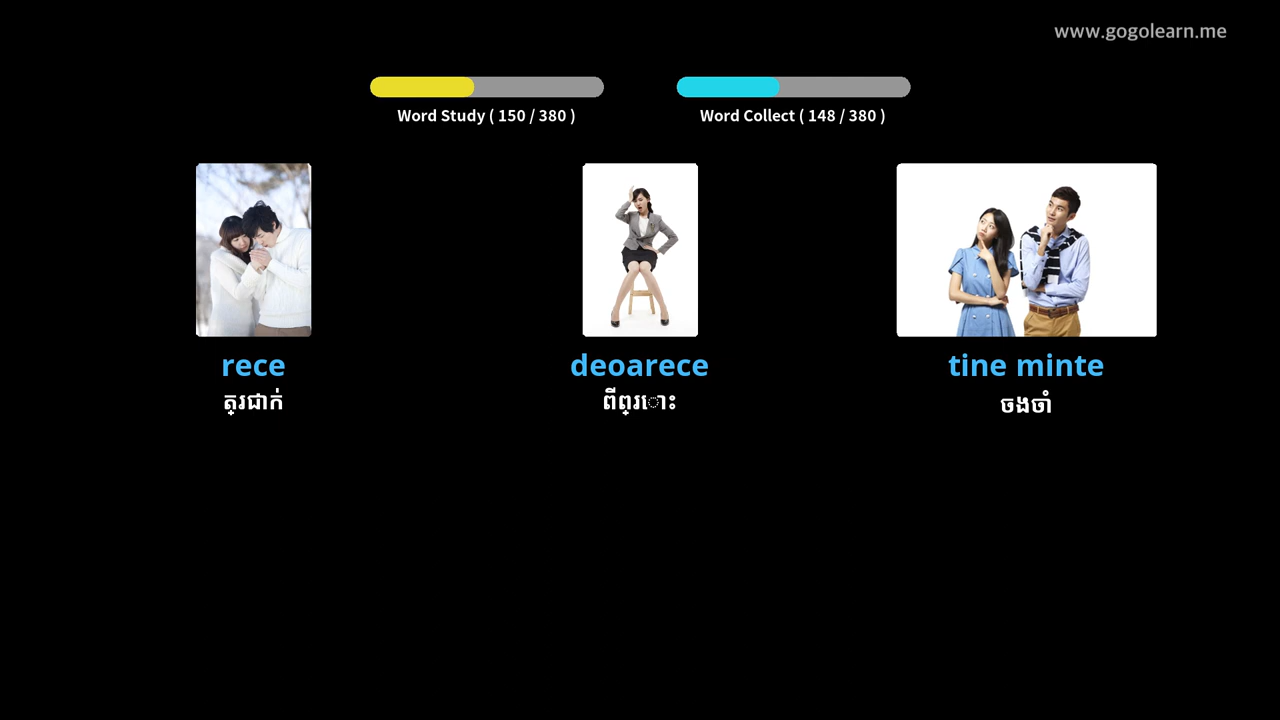 www.gogolearn.me
Word Study ( 150 / 380 )
Word Collect ( 148 / 380 )
rece
ត្រជាក់
deoarece
ពីព្រោះ
tine minte
ចងចាំ